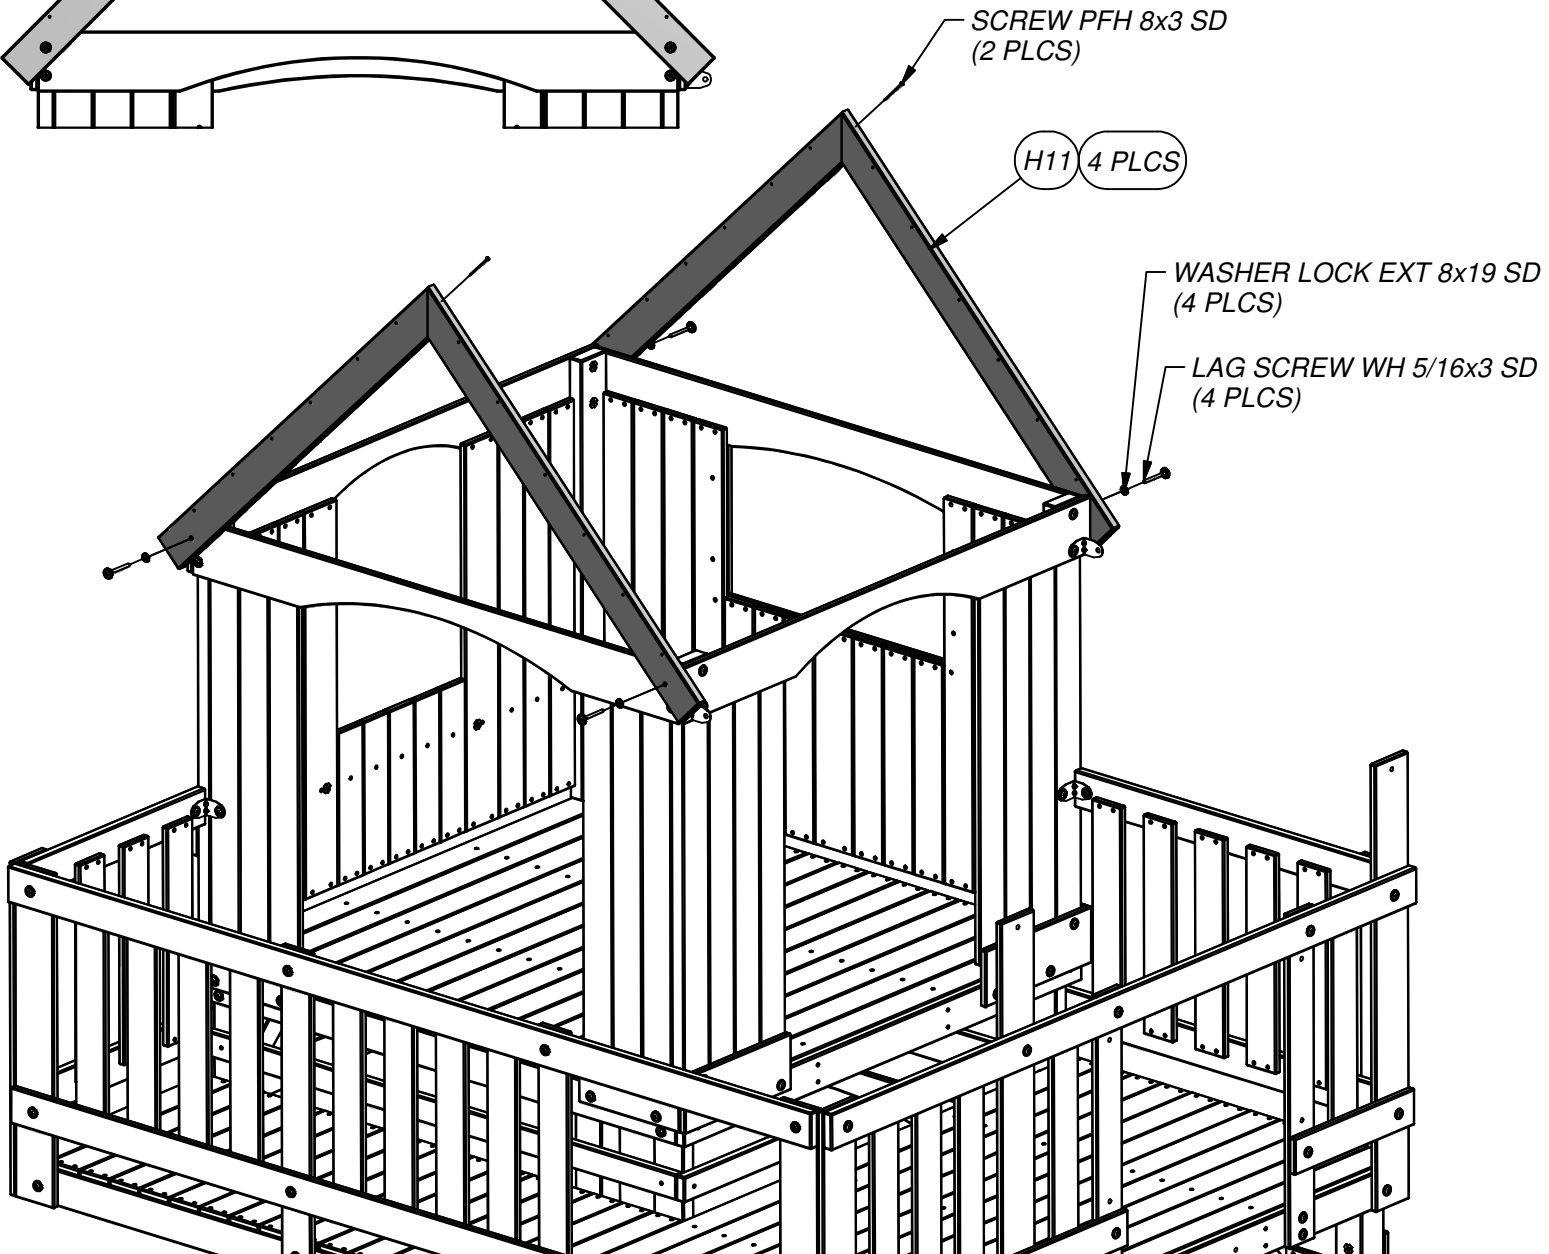 SCREW PFH 8x3 SD
(2 PLCS)
H11 4 PLCS
WASHER LOCK EXT 8x19 SD
(4 PLCS)
LAG SCREW WH 5/16x3 SD
(4 PLCS)